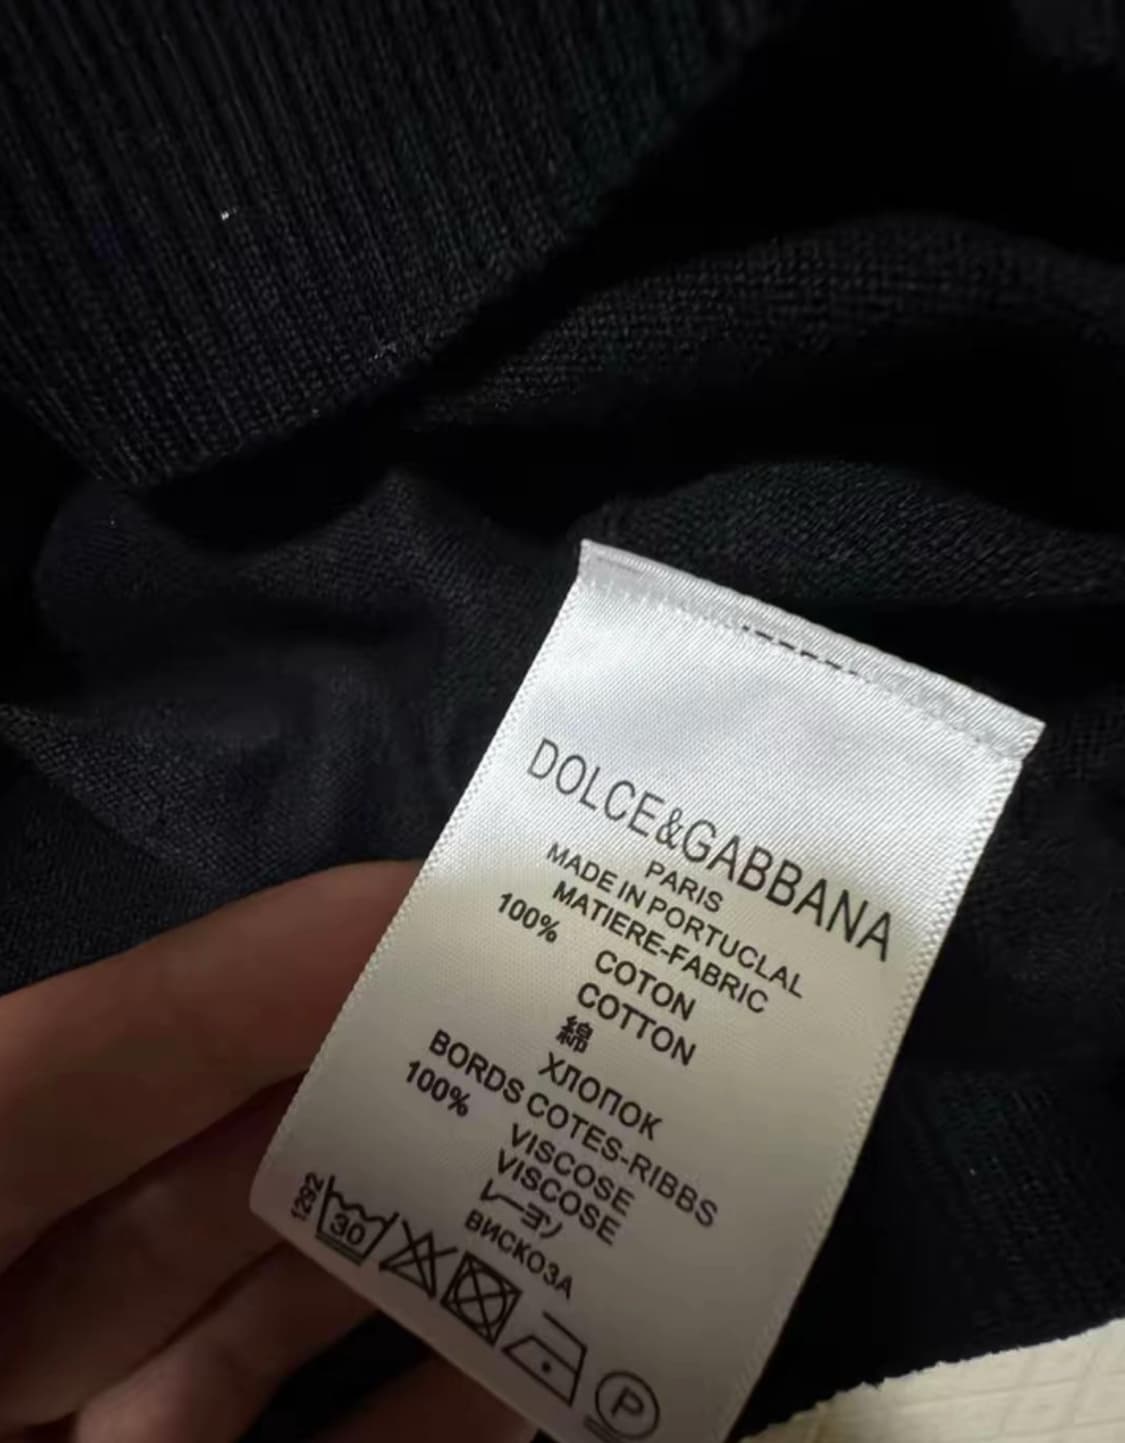 DOLCE&GABBANA
PARIS
MADE IN PORTUCLAL
MATIERE-FABRIC
100%
COTON
COTTON
綿
ХЛОПОК
BORDS COTES-RIBBS
100%
VISCOSE
VISCOSE
レーヨン
ВИСКОЗА
1292
30
P